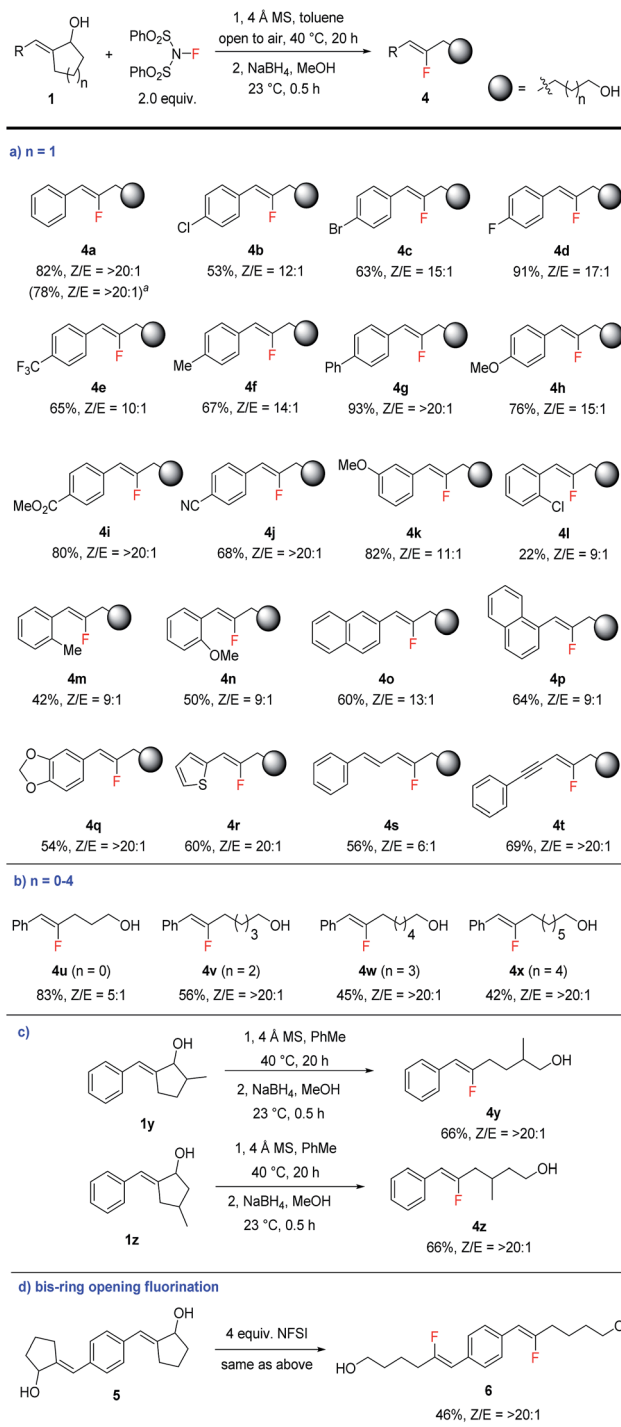 OH
R
n
1
+
PhO₂S
N F
PhO₂S
2.0 equiv.
1, 4 Å MS, toluene
open to air, 40 °C, 20 h
2, NaBH₄, MeOH
23 °C, 0.5 h
R
F
4
=
n
OH
a) n = 1
F
4a
82%, Z/E = >20:1
(78%, Z/E = >20:1)ᵃ
Cl
F
4b
53%, Z/E = 12:1
Br
F
4c
63%, Z/E = 15:1
F
F
4d
91%, Z/E = 17:1
F₃C
F
4e
65%, Z/E = 10:1
Me
F
4f
67%, Z/E = 14:1
Ph
F
4g
93%, Z/E = >20:1
MeO
F
4h
76%, Z/E = 15:1
MeO₂C
F
4i
80%, Z/E = >20:1
NC
F
4j
68%, Z/E = >20:1
MeO
F
4k
82%, Z/E = 11:1
F
Cl
4l
22%, Z/E = 9:1
F
Me
4m
42%, Z/E = 9:1
F
OMe
4n
50%, Z/E = 9:1
F
4o
60%, Z/E = 13:1
F
4p
64%, Z/E = 9:1
O
O
F
4q
54%, Z/E = >20:1
S
F
4r
60%, Z/E = 20:1
F
4s
56%, Z/E = 6:1
F
4t
69%, Z/E = >20:1
b) n = 0-4
Ph
OH
F
4u (n = 0)
83%, Z/E = 5:1
Ph
OH
3
F
4v (n = 2)
56%, Z/E = >20:1
Ph
OH
4
F
4w (n = 3)
45%, Z/E = >20:1
Ph
OH
5
F
4x (n = 4)
42%, Z/E = >20:1
c)
OH
1y
1, 4 Å MS, PhMe
40 °C, 20 h
2, NaBH₄, MeOH
23 °C, 0.5 h
OH
F
4y
66%, Z/E = >20:1
OH
1z
1, 4 Å MS, PhMe
40 °C, 20 h
2, NaBH₄, MeOH
23 °C, 0.5 h
OH
F
4z
66%, Z/E = >20:1
d) bis-ring opening fluorination
OH
HO
5
4 equiv. NFSI
same as above
F
HO
F
6
46%, Z/E = >20:1